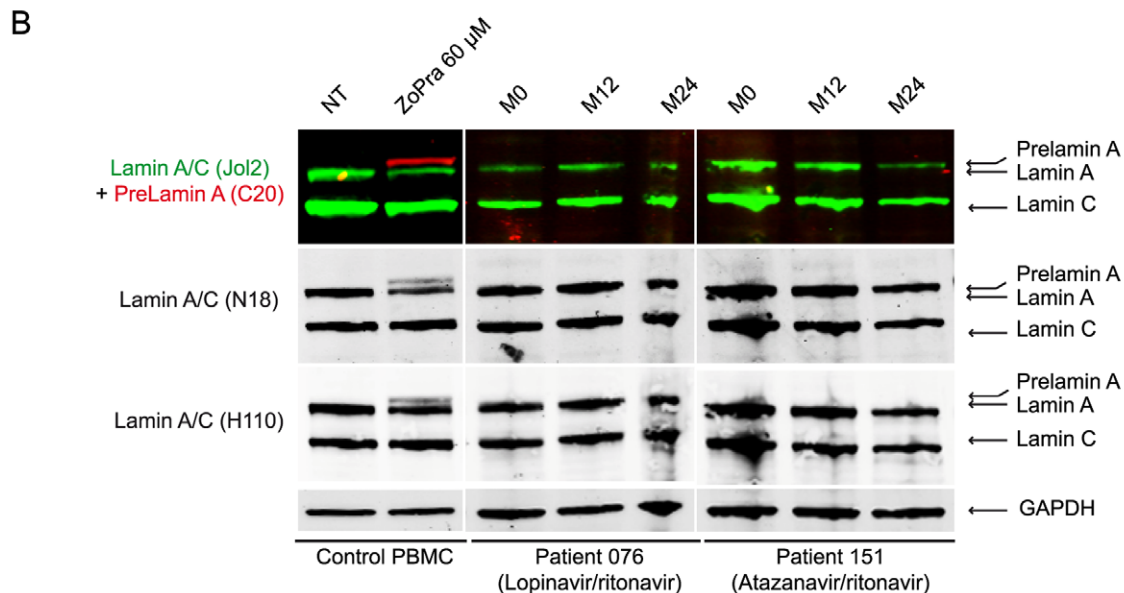 B
NT ZoPra 60 µM M0 M12 M24 M0 M12 M24
Lamin A/C (Jol2)
+ PreLamin A (C20)
Prelamin A
Lamin A
Lamin C
Lamin A/C (N18)
Prelamin A
Lamin A
Lamin C
Lamin A/C (H110)
Prelamin A
Lamin A
Lamin C
GAPDH
Control PBMC
Patient 076
(Lopinavir/ritonavir)
Patient 151
(Atazanavir/ritonavir)